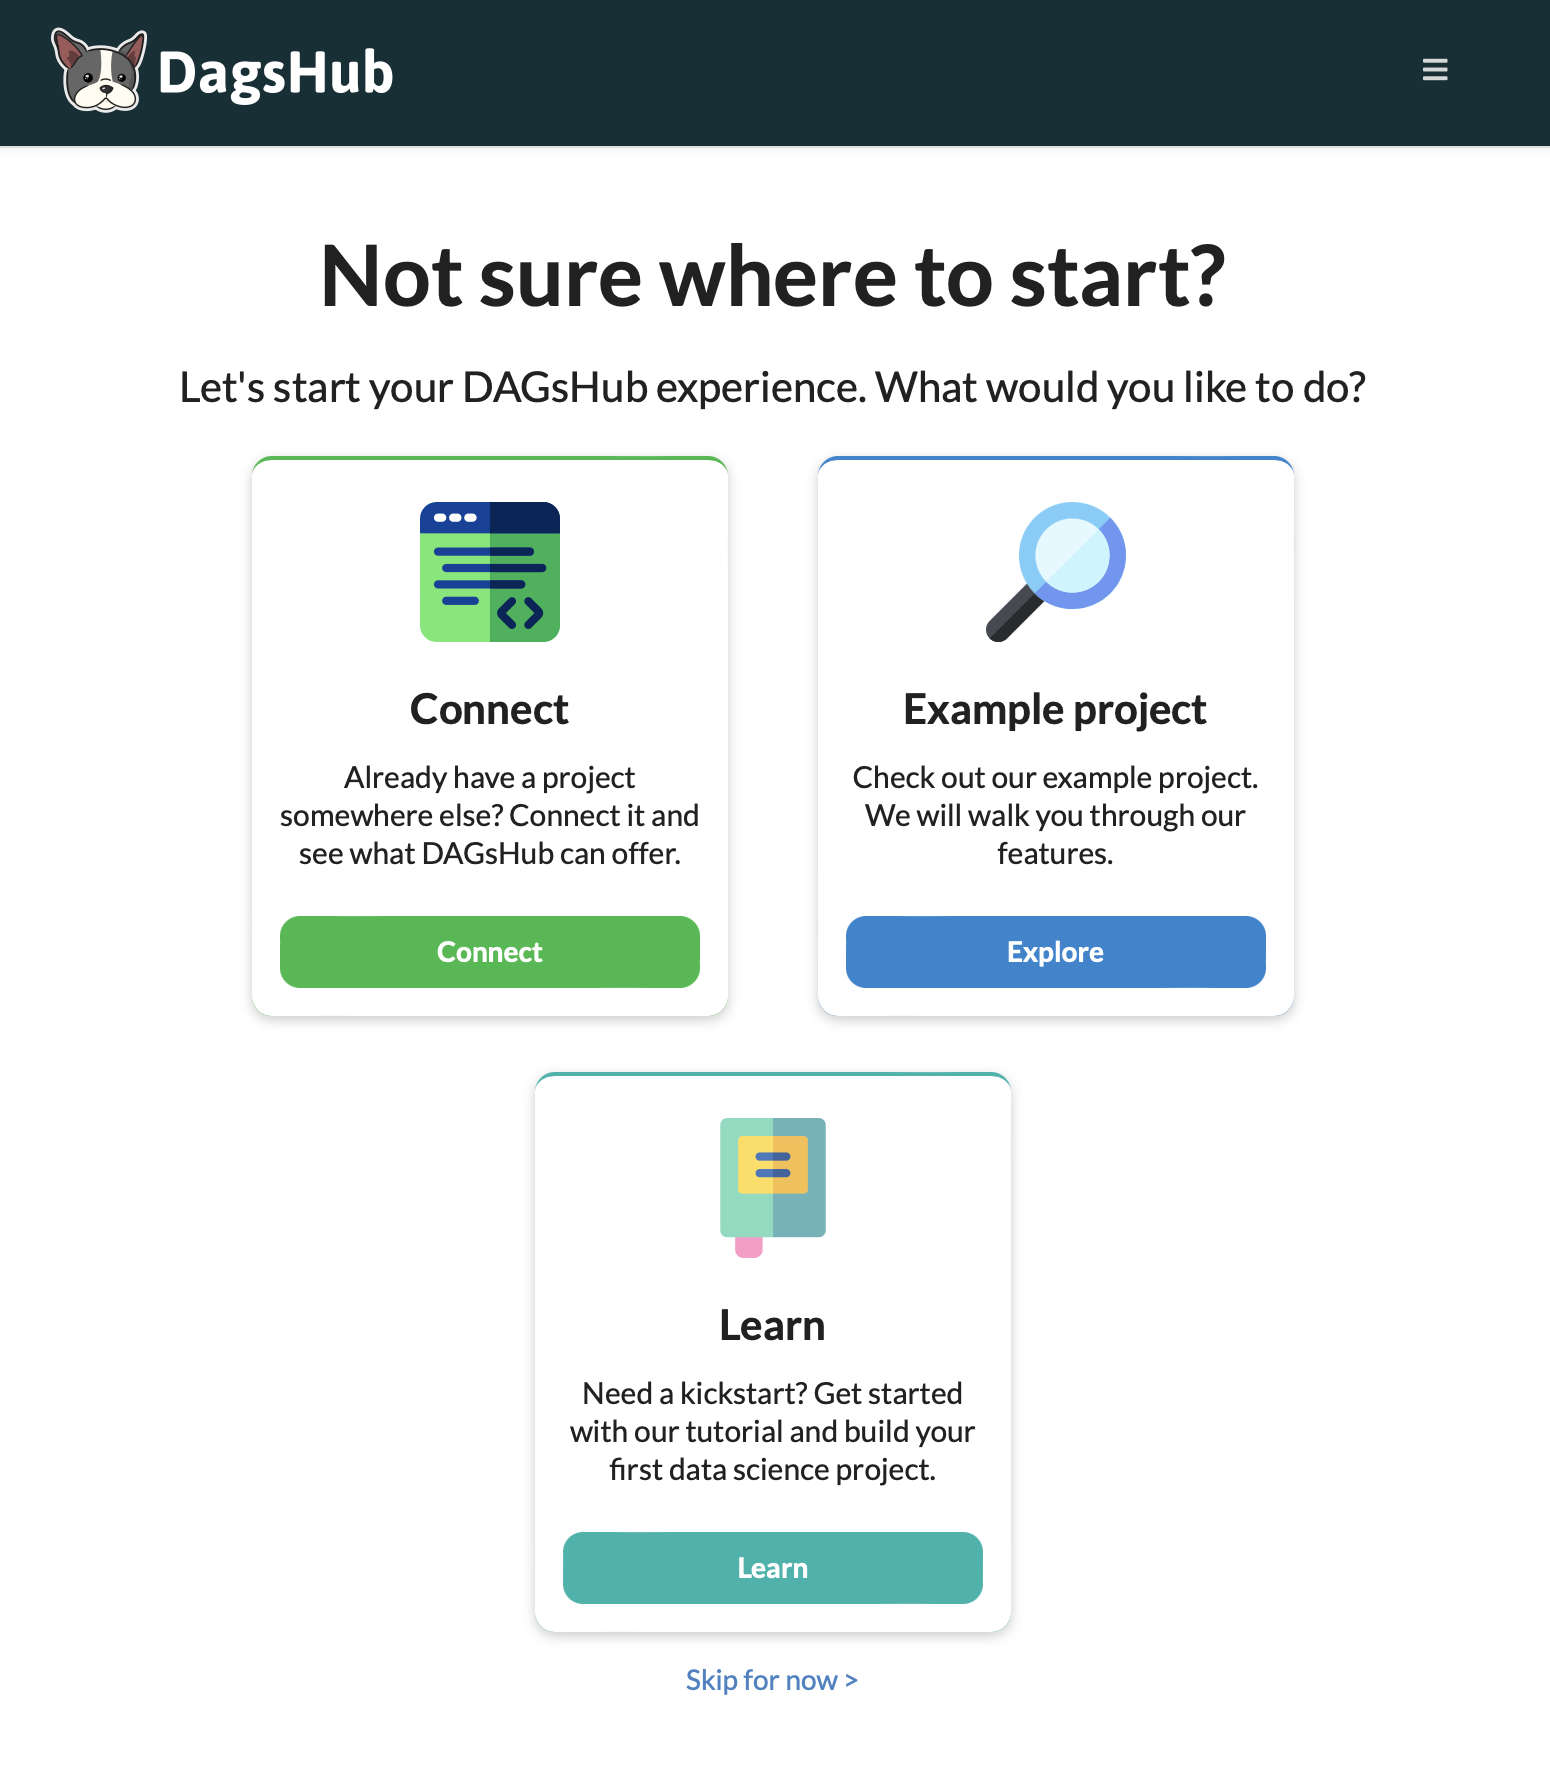 DagsHub
Not sure where to start?
Let's start your DAGsHub experience. What would you like to do?
Connect
Already have a project
somewhere else? Connect it and
see what DAGsHub can offer.
Connect
Example project
Check out our example project.
We will walk you through our
features.
Explore
Learn
Need a kickstart? Get started
with our tutorial and build your
first data science project.
Learn
Skip for now >